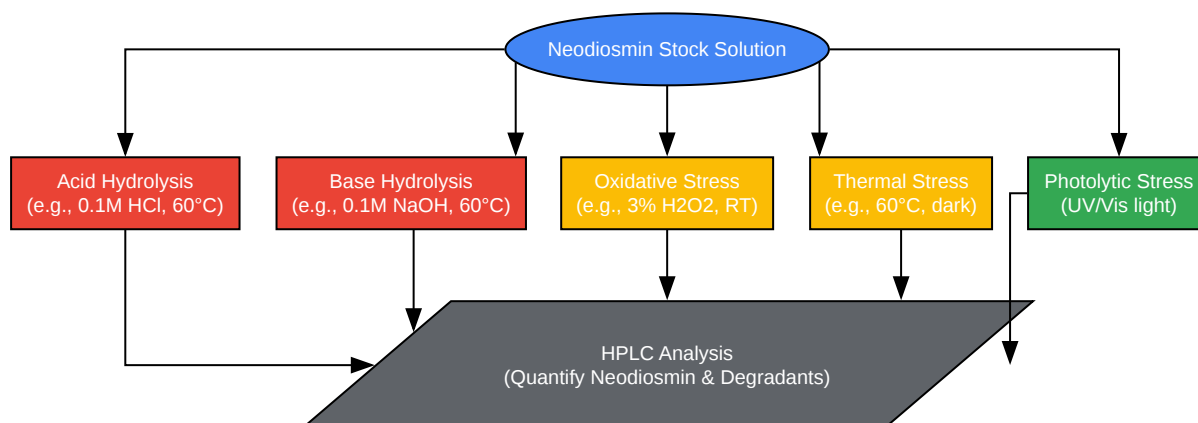 Neodiosmin Stock Solution
Acid Hydrolysis
(e.g., 0.1M HCl, 60°C)
Base Hydrolysis
(e.g., 0.1M NaOH, 60°C)
Oxidative Stress
(e.g., 3% H2O2, RT)
Thermal Stress
(e.g., 60°C, dark)
Photolytic Stress
(UV/Vis light)
HPLC Analysis
(Quantify Neodiosmin & Degradants)